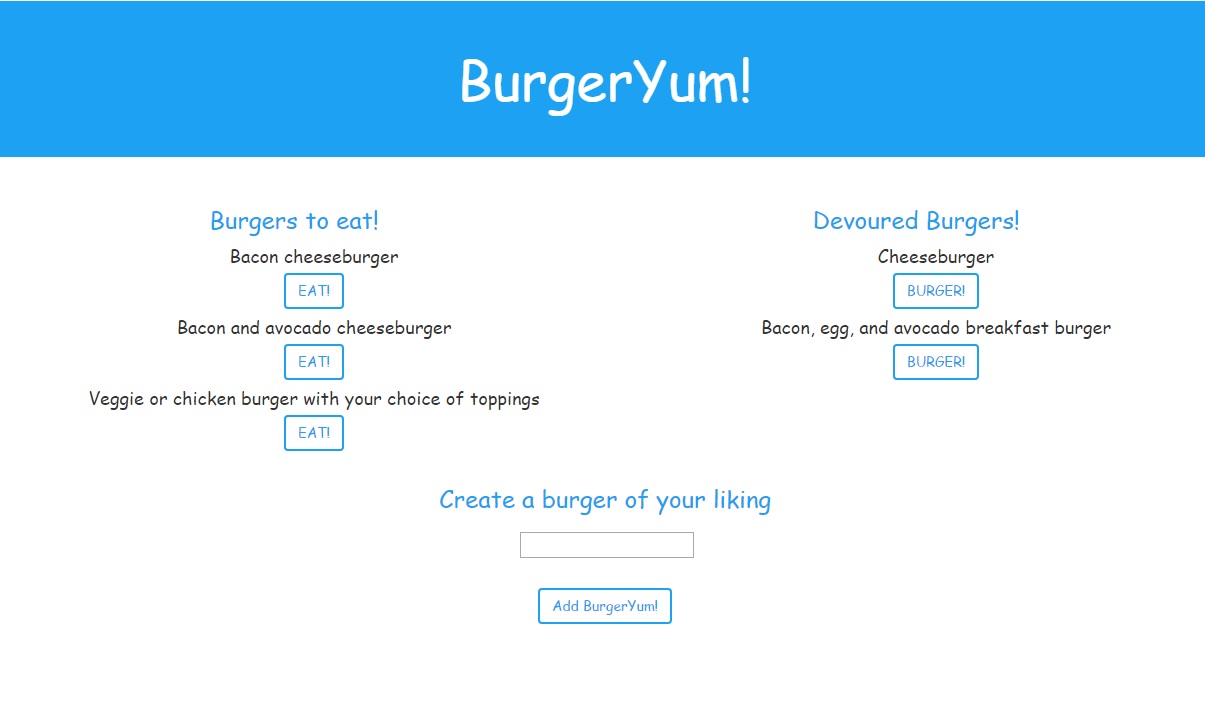 BurgerYum!
Burgers to eat!
Bacon cheeseburger
EAT!
Bacon and avocado cheeseburger
EAT!
Veggie or chicken burger with your choice of toppings
EAT!
Devoured Burgers!
Cheeseburger
BURGER!
Bacon, egg, and avocado breakfast burger
BURGER!
Create a burger of your liking
Add BurgerYum!